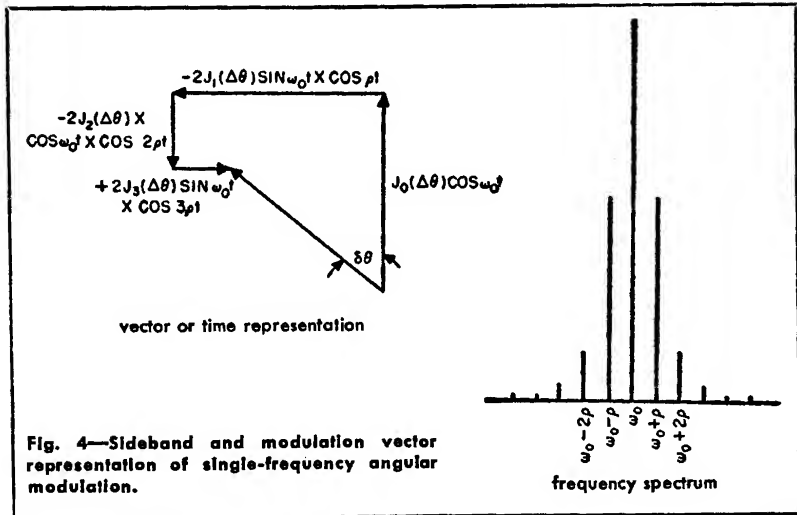 -2J₁(Δθ) SIN ω₀t X COS ρt
-2J₂(Δθ) X
COS ω₀t X COS 2ρt
+2J₃(Δθ) SIN ω₀t
X COS 3ρt
J₀(Δθ) COS ω₀t
δθ
vector or time representation
ω₀-2ρ
ω₀-ρ
ω₀
ω₀+ρ
ω₀+2ρ
frequency spectrum
Fig. 4—Sideband and modulation vector
representation of single-frequency angular
modulation.